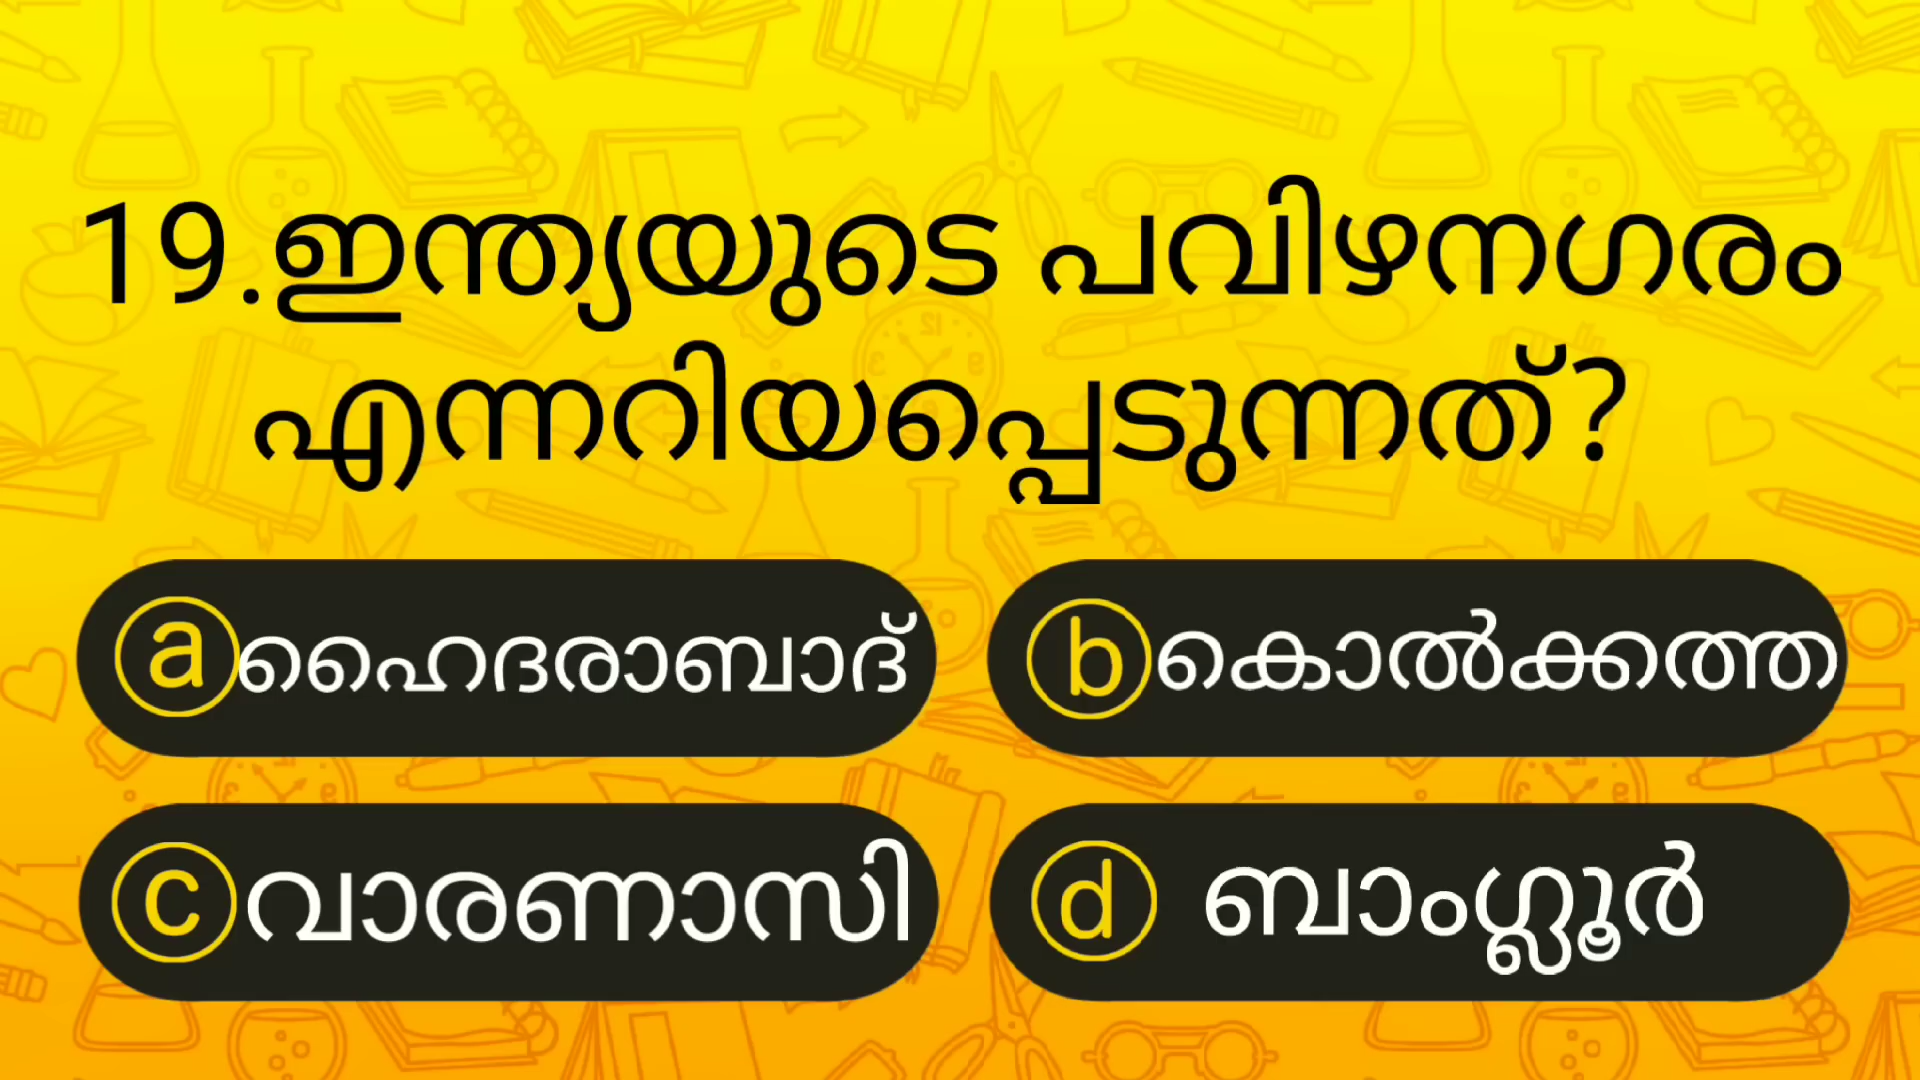 19.ഇന്ത്യയുടെ പവിഴനഗരം
എന്നറിയപ്പെടുന്നത്?
a ഹൈദരാബാദ്
b കൊൽക്കത്ത
c വാരണാസി
d ബാംഗ്ലൂർ